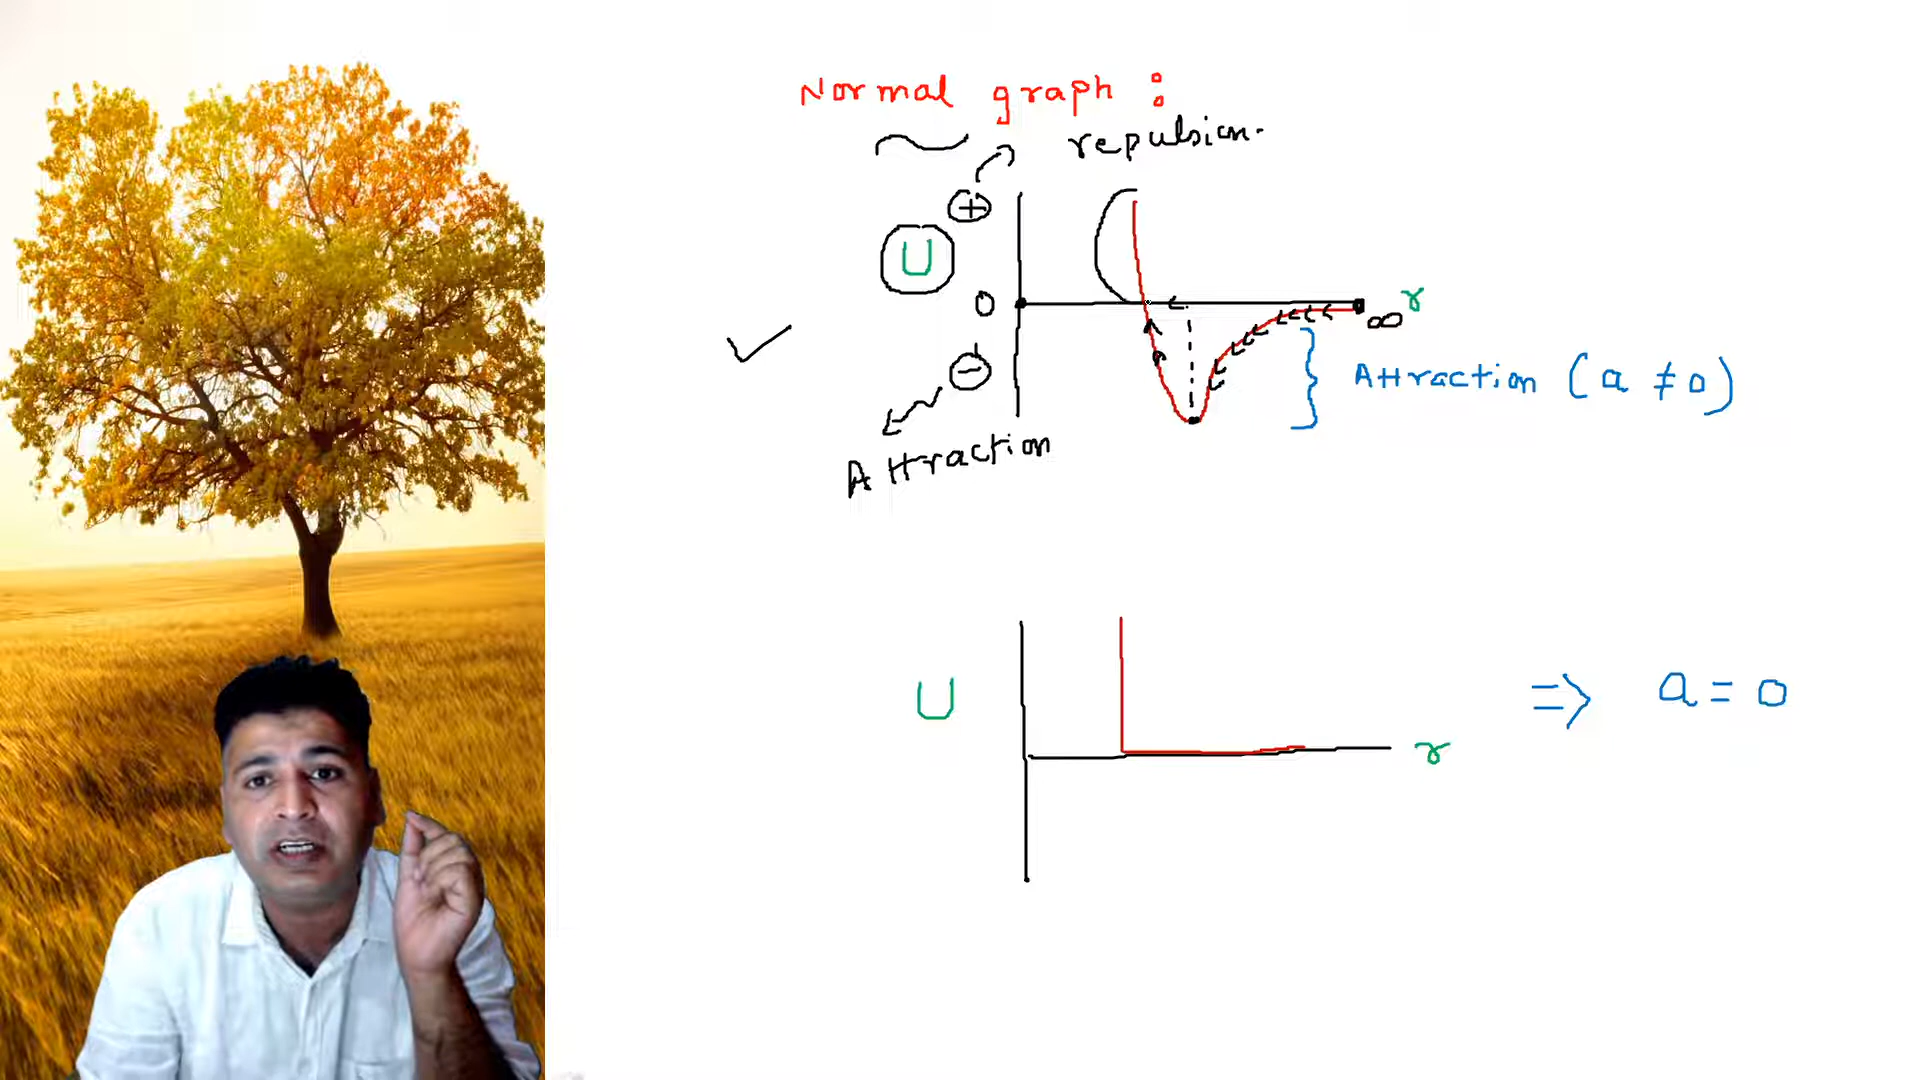 Normal graph :
repulsion.
+
U
0
r
∞
-
Attraction (a ≠ 0)
Attraction
U
⇒ a = 0
r